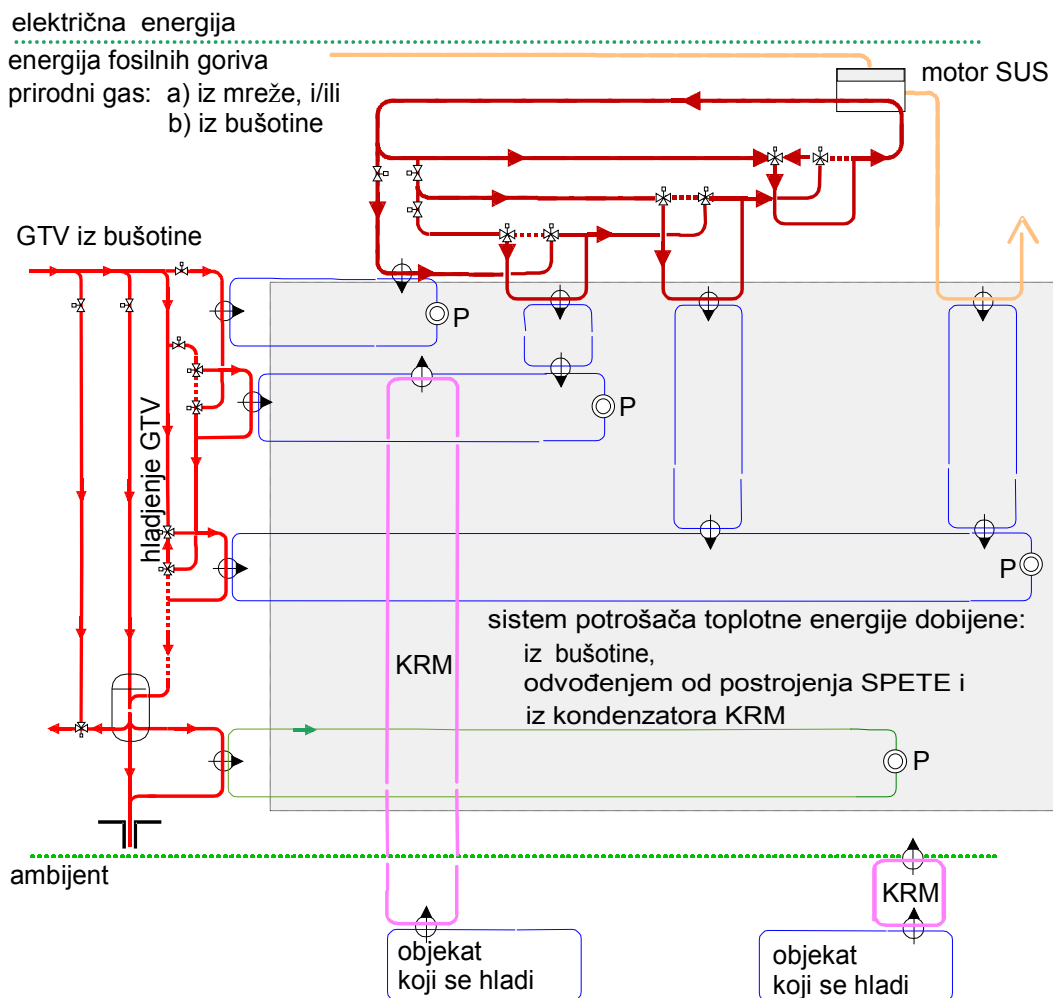 električna energija
energija fosilnih goriva
prirodni gas: a) iz mreže, i/ili
b) iz bušotine
motor SUS
GTV iz bušotine
P
P
hladjenje GTV
P
sistem potrošača toplotne energije dobijene:
iz bušotine,
odvođenjem od postrojenja SPETE i
iz kondenzatora KRM
KRM
P
ambijent
KRM
objekat
koji se hladi
objekat
koji se hladi